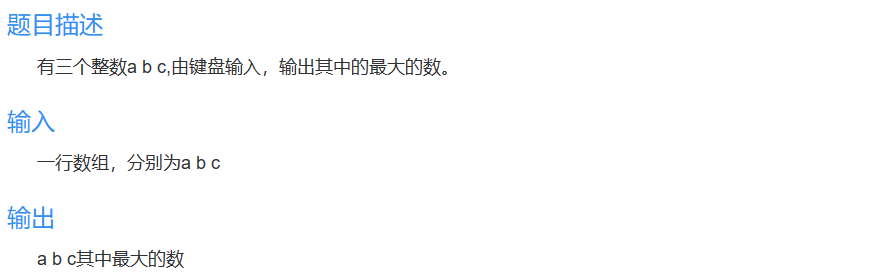 题目描述
有三个整数a b c,由键盘输入，输出其中的最大的数。
输入
一行数组，分别为a b c
输出
a b c其中最大的数